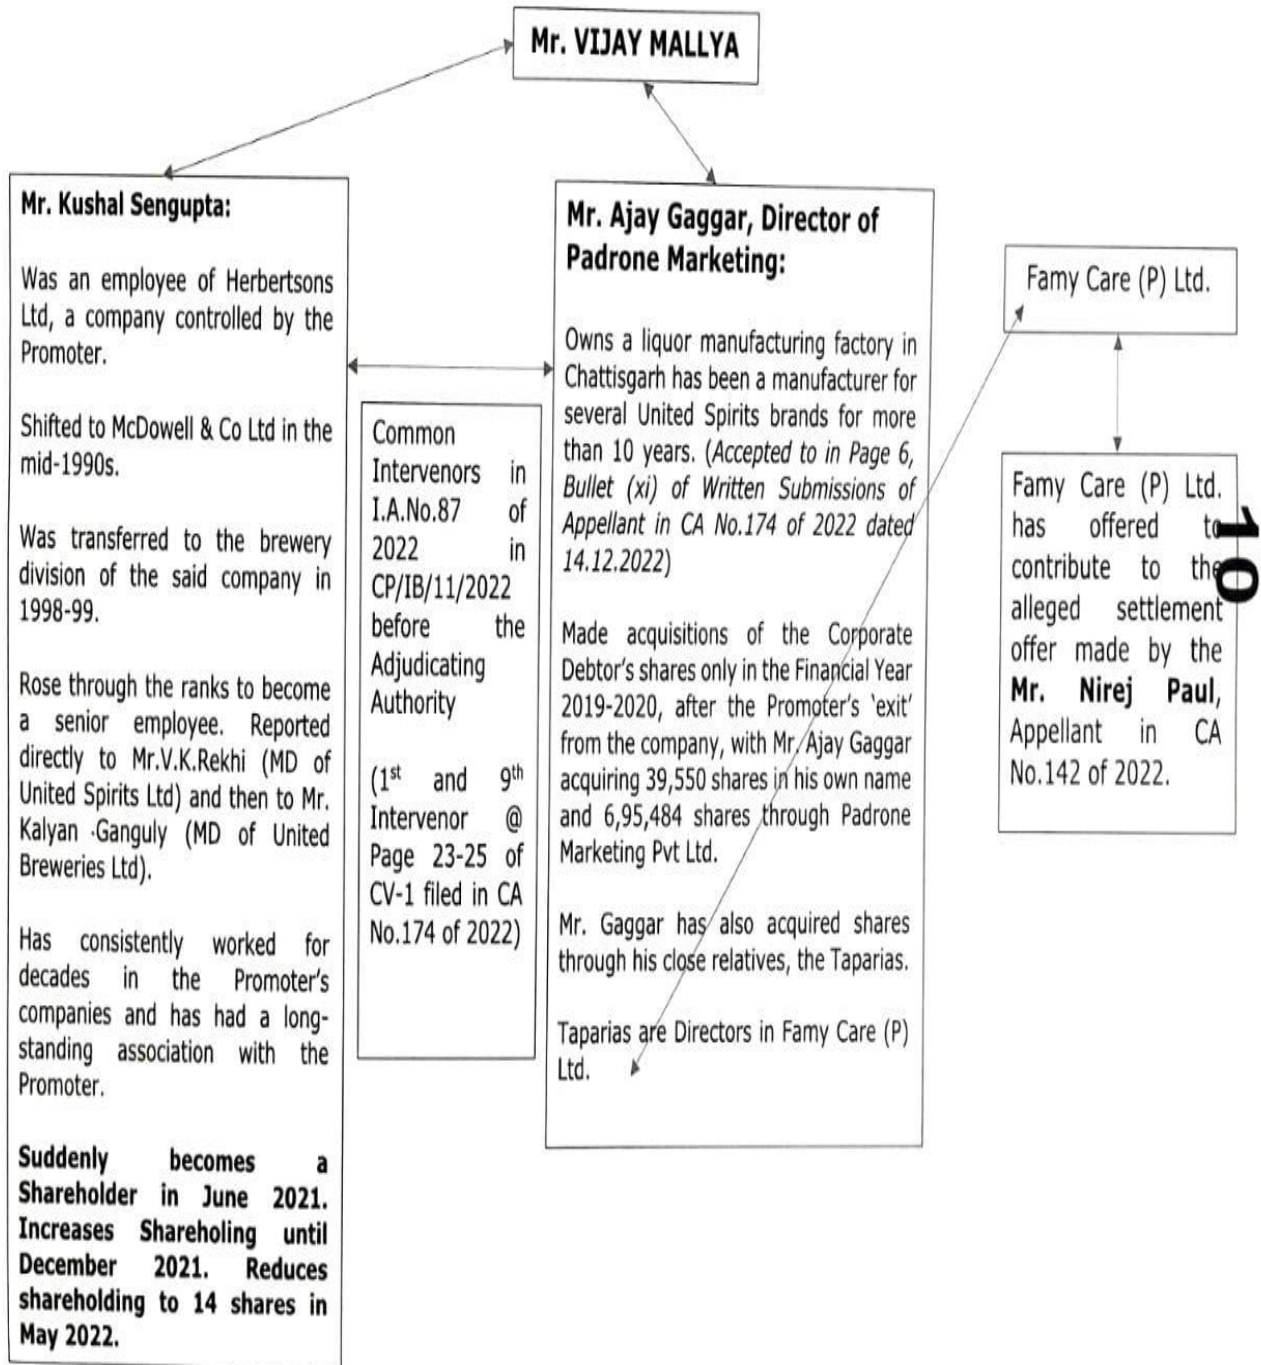 Mr. VIJAY MALLYA
Mr. Kushal Sengupta:
Was an employee of Herbertsons
Ltd, a company controlled by the
Promoter.
Shifted to McDowell & Co Ltd in the
mid-1990s.
Was transferred to the brewery
division of the said company in
1998-99.
Rose through the ranks to become
a senior employee. Reported
directly to Mr.V.K.Rekhi (MD of
United Spirits Ltd) and then to Mr.
Kalyan Ganguly (MD of United
Breweries Ltd).
Has consistently worked for
decades in the Promoter's
companies and has had a long-
standing association with the
Promoter.
Suddenly becomes a
Shareholder in June 2021.
Increases Shareholing until
December 2021. Reduces
shareholding to 14 shares in
May 2022.
Common
Intervenors in
I.A.No.87 of
2022 in
CP/IB/11/2022
before the
Adjudicating
Authority
(1st and 9th
Intervenor @
Page 23-25 of
CV-1 filed in CA
No.174 of 2022)
Mr. Ajay Gaggar, Director of
Padrone Marketing:
Owns a liquor manufacturing factory in
Chattisgarh has been a manufacturer for
several United Spirits brands for more
than 10 years. (Accepted to in Page 6,
Bullet (xi) of Written Submissions of
Appellant in CA No.174 of 2022 dated
14.12.2022)
Made acquisitions of the Corporate
Debtor's shares only in the Financial Year
2019-2020, after the Promoter's 'exit'
from the company, with Mr. Ajay Gaggar
acquiring 39,550 shares in his own name
and 6,95,484 shares through Padrone
Marketing Pvt Ltd.
Mr. Gaggar has also acquired shares
through his close relatives, the Taparias.
Taparias are Directors in Famy Care (P)
Ltd.
Famy Care (P) Ltd.
Famy Care (P) Ltd.
has offered to
contribute to the
alleged settlement
offer made by the
Mr. Nirej Paul,
Appellant in CA
No.142 of 2022.
10